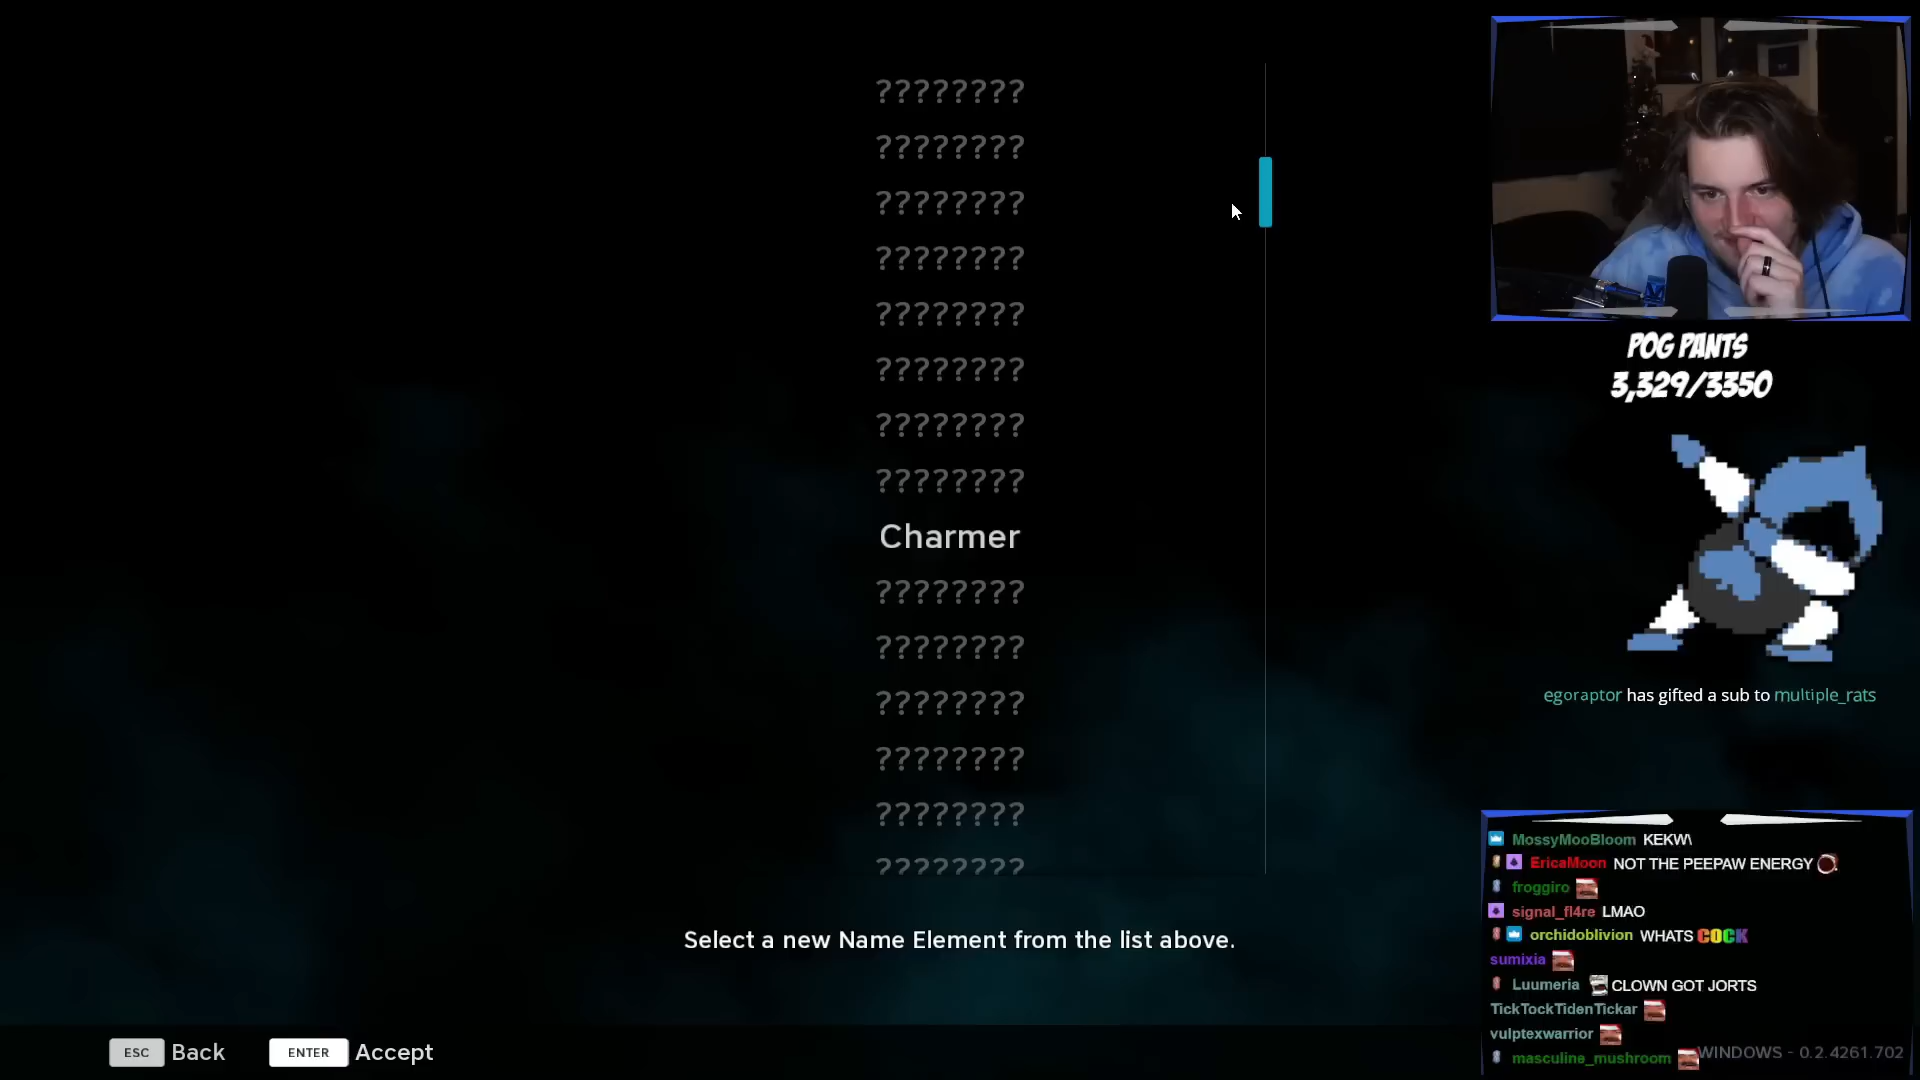 ????????
????????
????????
????????
????????
????????
????????
????????
Charmer
????????
????????
????????
????????
????????
????????
Select a new Name Element from the list above.
ESC Back
ENTER Accept
POG PANTS
3,329/3350
egoraptor has gifted a sub to multiple_rats
MossyMooBloom KEKW\
EricaMoon NOT THE PEEPAW ENERGY
froggiro
signal_fl4re LMAO
orchidoblivion WHATS COCK
sumixia
Luumeria CLOWN GOT JORTS
TickTockTidenTickar
vulptexwarrior
masculine_mushroom
WINDOWS - 0.2.4261.702